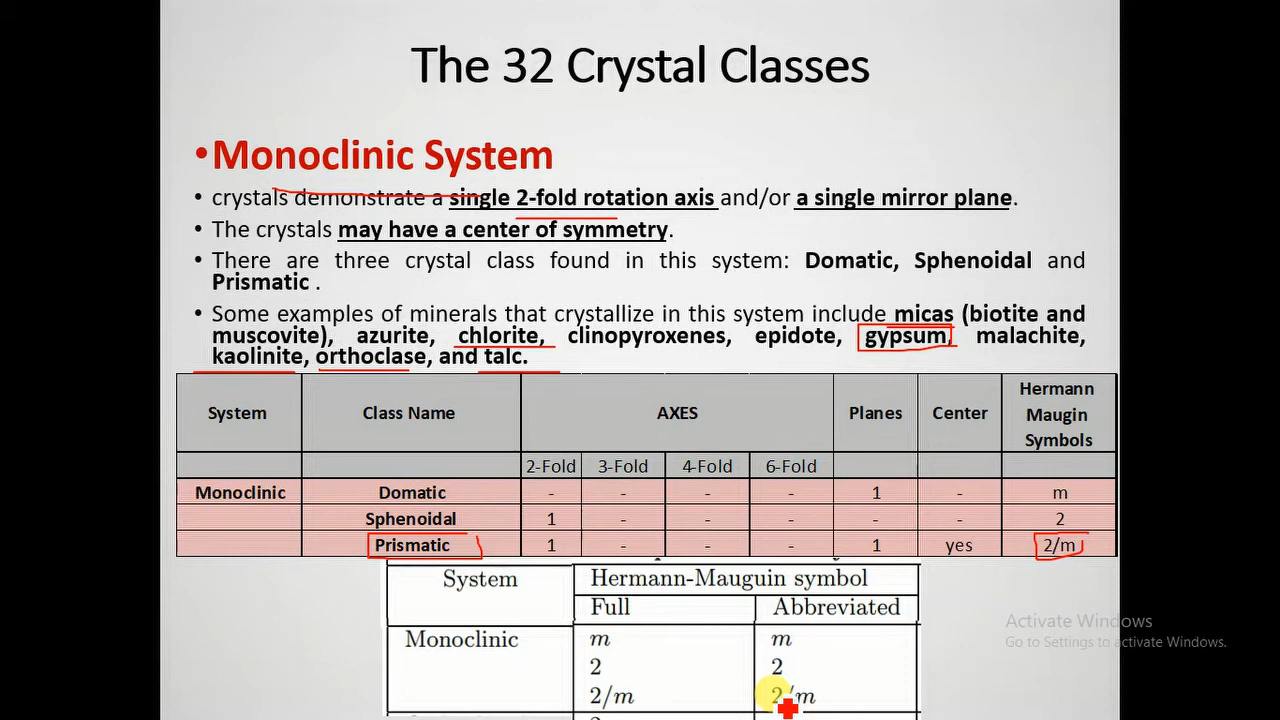 The 32 Crystal Classes
•Monoclinic System
• crystals demonstrate a single 2-fold rotation axis and/or a single mirror plane.
• The crystals may have a center of symmetry.
• There are three crystal class found in this system: Domatic, Sphenoidal and
Prismatic .
• Some examples of minerals that crystallize in this system include micas (biotite and
muscovite), azurite, chlorite, clinopyroxenes, epidote, gypsum, malachite,
kaolinite, orthoclase, and talc.
System Class Name AXES Planes Center Hermann
Maugin
Symbols
2-Fold 3-Fold 4-Fold 6-Fold
Monoclinic Domatic - - - - 1 - m
Sphenoidal 1 - - - - - 2
Prismatic 1 - - - 1 yes 2/m
System Hermann-Mauguin symbol
Full Abbreviated
Monoclinic m m
2 2
2/m 2/m
Activate Windows
Go to Settings to activate Windows.